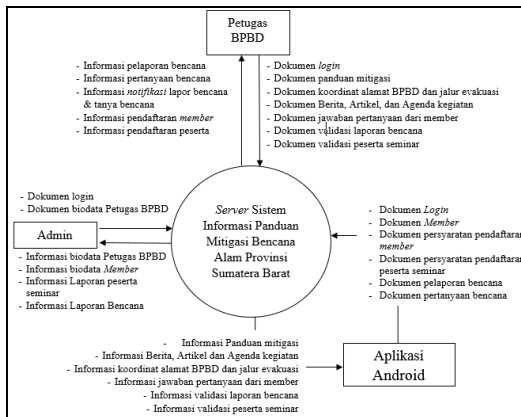 Petugas
BPBD
- Informasi pelaporan bencana
- Informasi pertanyaan bencana
- Informasi notifikasi lapor bencana
& tanya bencana
- Informasi pendaftaran member
- Informasi pendaftaran peserta
- Dokumen login
- Dokumen panduan mitigasi
- Dokumen koordinat alamat BPBD dan jalur evakuasi
- Dokumen Berita, Artikel, dan Agenda kegiatan
- Dokumen jawaban pertanyaan dari member
- Dokumen validasi laporan bencana
- Dokumen validasi peserta seminar
- Dokumen login
- Dokumen biodata Petugas BPBD
Admin
- Informasi biodata Petugas BPBD
- Informasi biodata Member
- Informasi Laporan peserta
seminar
- Informasi Laporan Bencana
Server Sistem
Informasi Panduan
Mitigasi Bencana
Alam Provinsi
Sumatera Barat
- Dokumen Login
- Dokumen Member
- Dokumen persyaratan pendaftaran
member
- Dokumen persyaratan pendaftaran
peserta seminar
- Dokumen pelaporan bencana
- Dokumen pertanyaan bencana
- Informasi Panduan mitigasi
- Informasi Berita, Artikel dan Agenda kegiatan
- Informasi koordinat alamat BPBD dan jalur evakuasi
- Informasi jawaban pertanyaan dari member
- Informasi validasi laporan bencana
- Informasi validasi peserta seminar
Aplikasi
Android